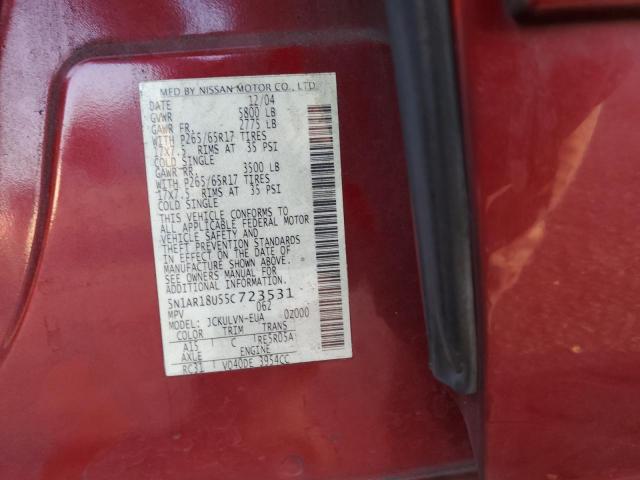 MFD BY NISSAN MOTOR CO., LTD.
DATE 12/04
GVWR 5800 LB
GAWR FR. 2775 LB
WITH P265/65R17 TIRES
17X7.5 RIMS AT 35 PSI
COLD SINGLE
GAWR RR. 3500 LB
WITH P265/65R17 TIRES
17X7.5 RIMS AT 35 PSI
COLD SINGLE
THIS VEHICLE CONFORMS TO
ALL APPLICABLE FEDERAL MOTOR
VEHICLE SAFETY AND
THEFT PREVENTION STANDARDS
IN EFFECT ON THE DATE OF
MANUFACTURE SHOWN ABOVE.
SEE OWNERS MANUAL FOR
ADDITIONAL INFORMATION.
5N1AR18U55C723531
MPV 062
MODEL: JCKULVN-EUA 0Z000
COLOR TRIM TRANS
A15 C RE5R05A
AXLE ENGINE
RC31 VQ40DE 3954CC